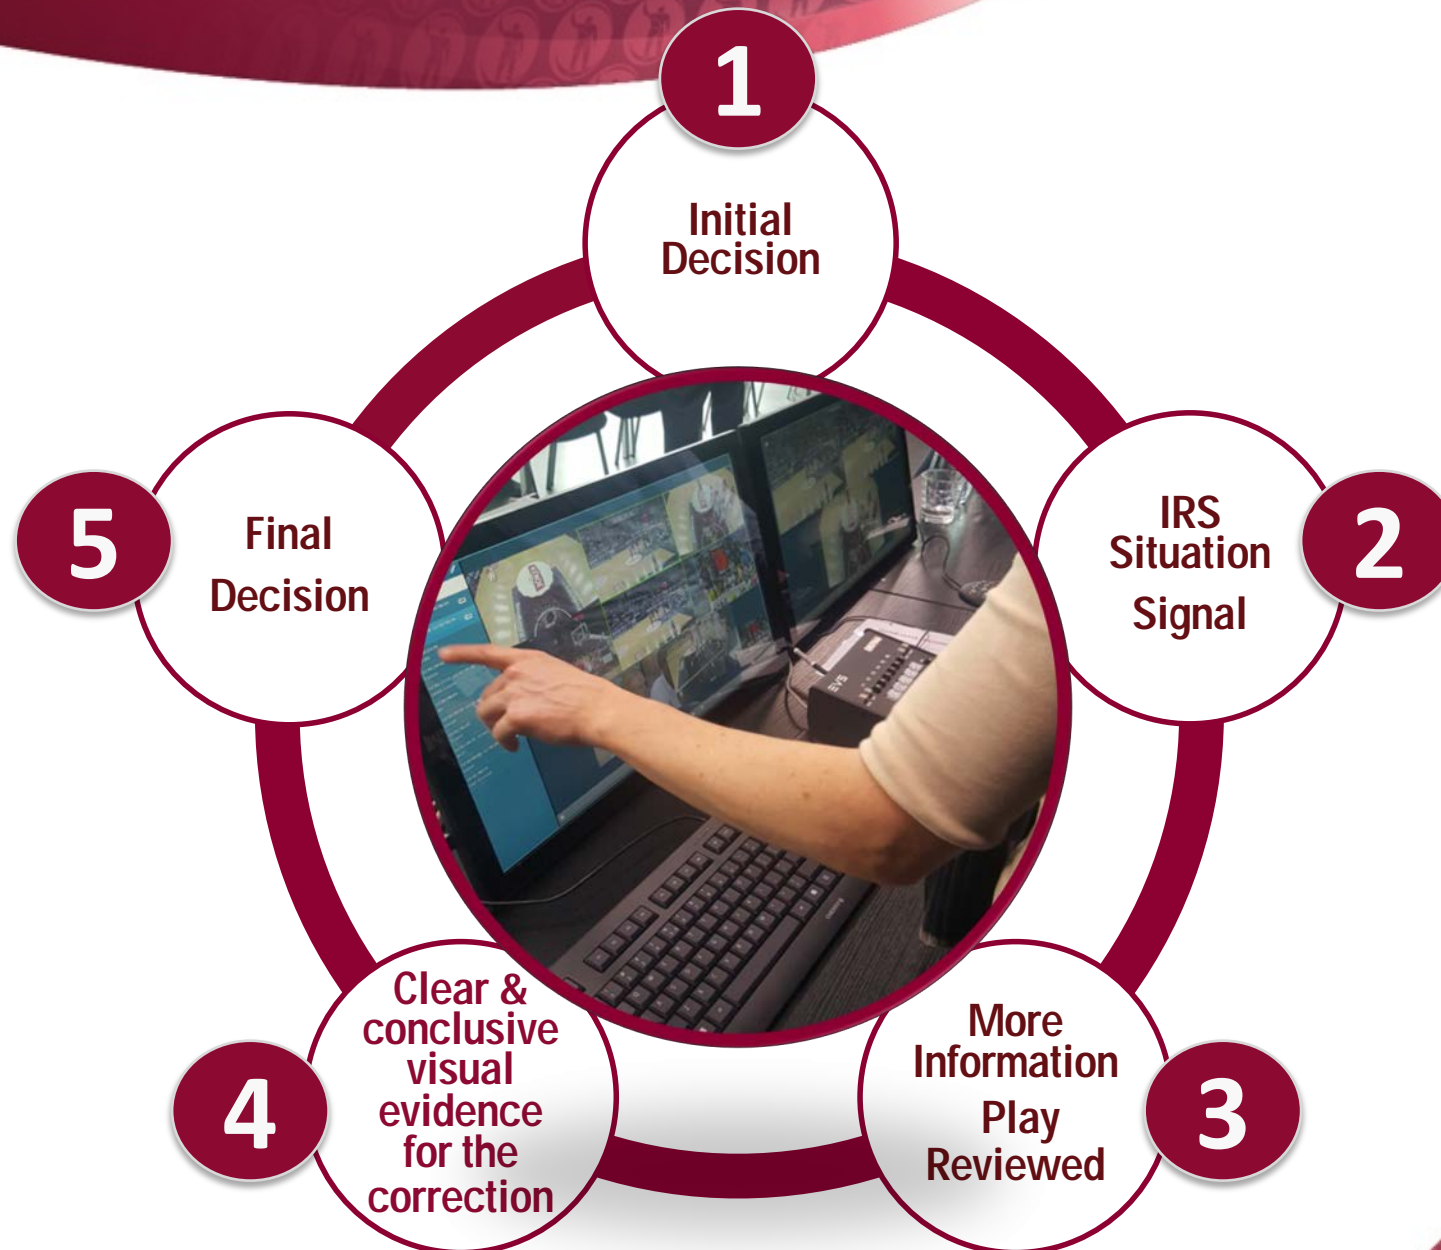 1
Initial
Decision
2
IRS
Situation
Signal
3
More
Information
Play
Reviewed
4
Clear &
conclusive
visual
evidence
for the
correction
5
Final
Decision
EVS